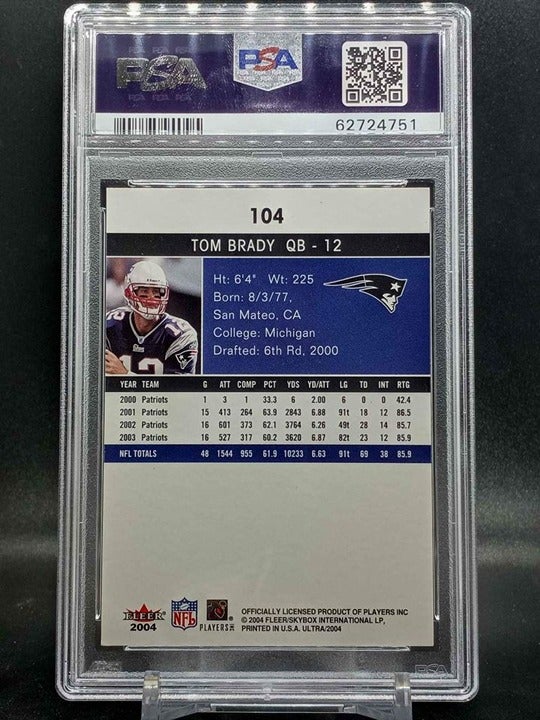 PSA PSA
62724751
104
TOM BRADY QB - 12
Ht: 6'4" Wt: 225
Born: 8/3/77,
San Mateo, CA
College: Michigan
Drafted: 6th Rd, 2000
12
YEAR TEAM G ATT COMP PCT YDS YD/ATT LG TD INT RTG
2000 Patriots 1 3 1 33.3 6 2.00 6 0 0 42.4
2001 Patriots 15 413 264 63.9 2843 6.88 91t 18 12 86.5
2002 Patriots 16 601 373 62.1 3764 6.26 49t 28 14 85.7
2003 Patriots 16 527 317 60.2 3620 6.87 82t 23 12 85.9
NFL TOTALS 48 1544 955 61.9 10233 6.63 91t 69 38 85.9
FLEER 2004
NFL
PLAYERS INC
OFFICIALLY LICENSED PRODUCT OF PLAYERS INC
© 2004 FLEER/SKYBOX INTERNATIONAL LP,
PRINTED IN U.S.A. ULTRA/2004
PSA